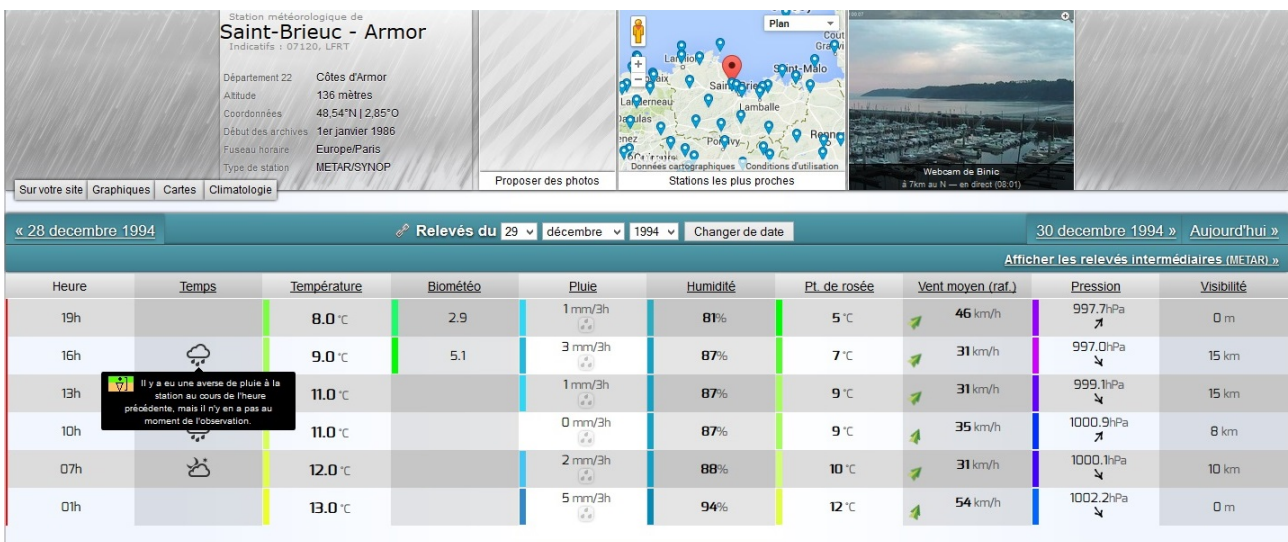 Station météorologique de
Saint-Brieuc - Armor
Indicatifs : 07120, LFRT
Département 22 Côtes d'Armor
Altitude 136 mètres
Coordonnées 48,54°N | 2,85°O
Début des archives 1er janvier 1986
Fuseau horaire Europe/Paris
Type de station METAR/SYNOP
Sur votre site Graphiques Cartes Climatologie
Proposer des photos
Plan
Saint-Malo
Landerneau
Lamballe
Données cartographiques Conditions d'utilisation
Stations les plus proches
Webcam de Binic
à 7km au N — en direct (08:01)
« 28 decembre 1994 Relevés du 29 décembre 1994 Changer de date 30 decembre 1994 » Aujourd'hui »
Afficher les relevés intermédiaires (METAR) »
Heure Temps Température Biométéo Pluie Humidité Pt. de rosée Vent moyen (raf.) Pression Visibilité
19h 8.0 °C 2.9 1 mm/3h 81% 5 °C 46 km/h 997.7hPa 0 m
16h 9.0 °C 5.1 3 mm/3h 87% 7 °C 31 km/h 997.0hPa 15 km
Il y a eu une averse de pluie à la
station au cours de l'heure
précédente, mais il n'y en a pas au
moment de l'observation.
13h 11.0 °C 1 mm/3h 87% 9 °C 31 km/h 999.1hPa 15 km
10h 11.0 °C 0 mm/3h 87% 9 °C 35 km/h 1000.9hPa 8 km
07h 12.0 °C 2 mm/3h 88% 10 °C 31 km/h 1000.1hPa 10 km
01h 13.0 °C 5 mm/3h 94% 12 °C 54 km/h 1002.2hPa 0 m